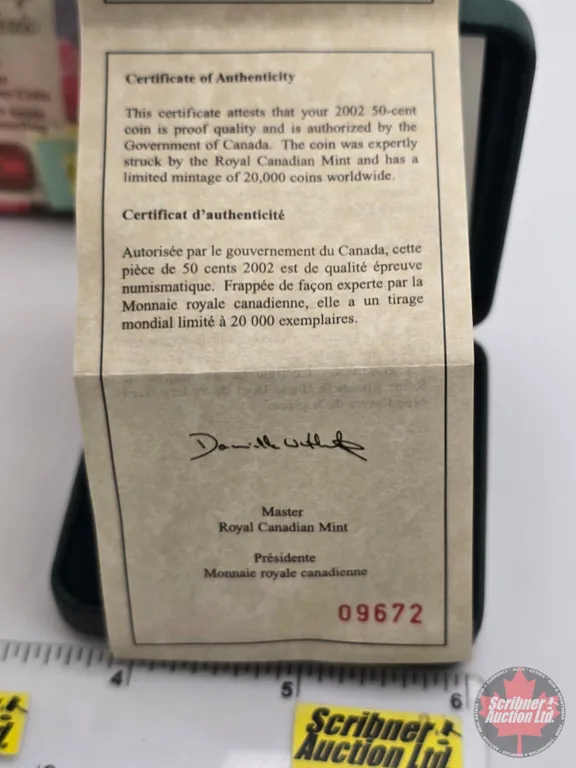 Certificate of Authenticity
This certificate attests that your 2002 50-cent
coin is proof quality and is authorized by the
Government of Canada. The coin was expertly
struck by the Royal Canadian Mint and has a
limited mintage of 20,000 coins worldwide.
Certificat d'authenticité
Autorisée par le gouvernement du Canada, cette
pièce de 50 cents 2002 est de qualité épreuve
numismatique. Frappée de façon experte par la
Monnaie royale canadienne, elle a un tirage
mondial limité à 20 000 exemplaires.
Master
Royal Canadian Mint
Présidente
Monnaie royale canadienne
09672
4 5 6
Scribner
Auction Ltd.
Scribner
Auction Ltd.